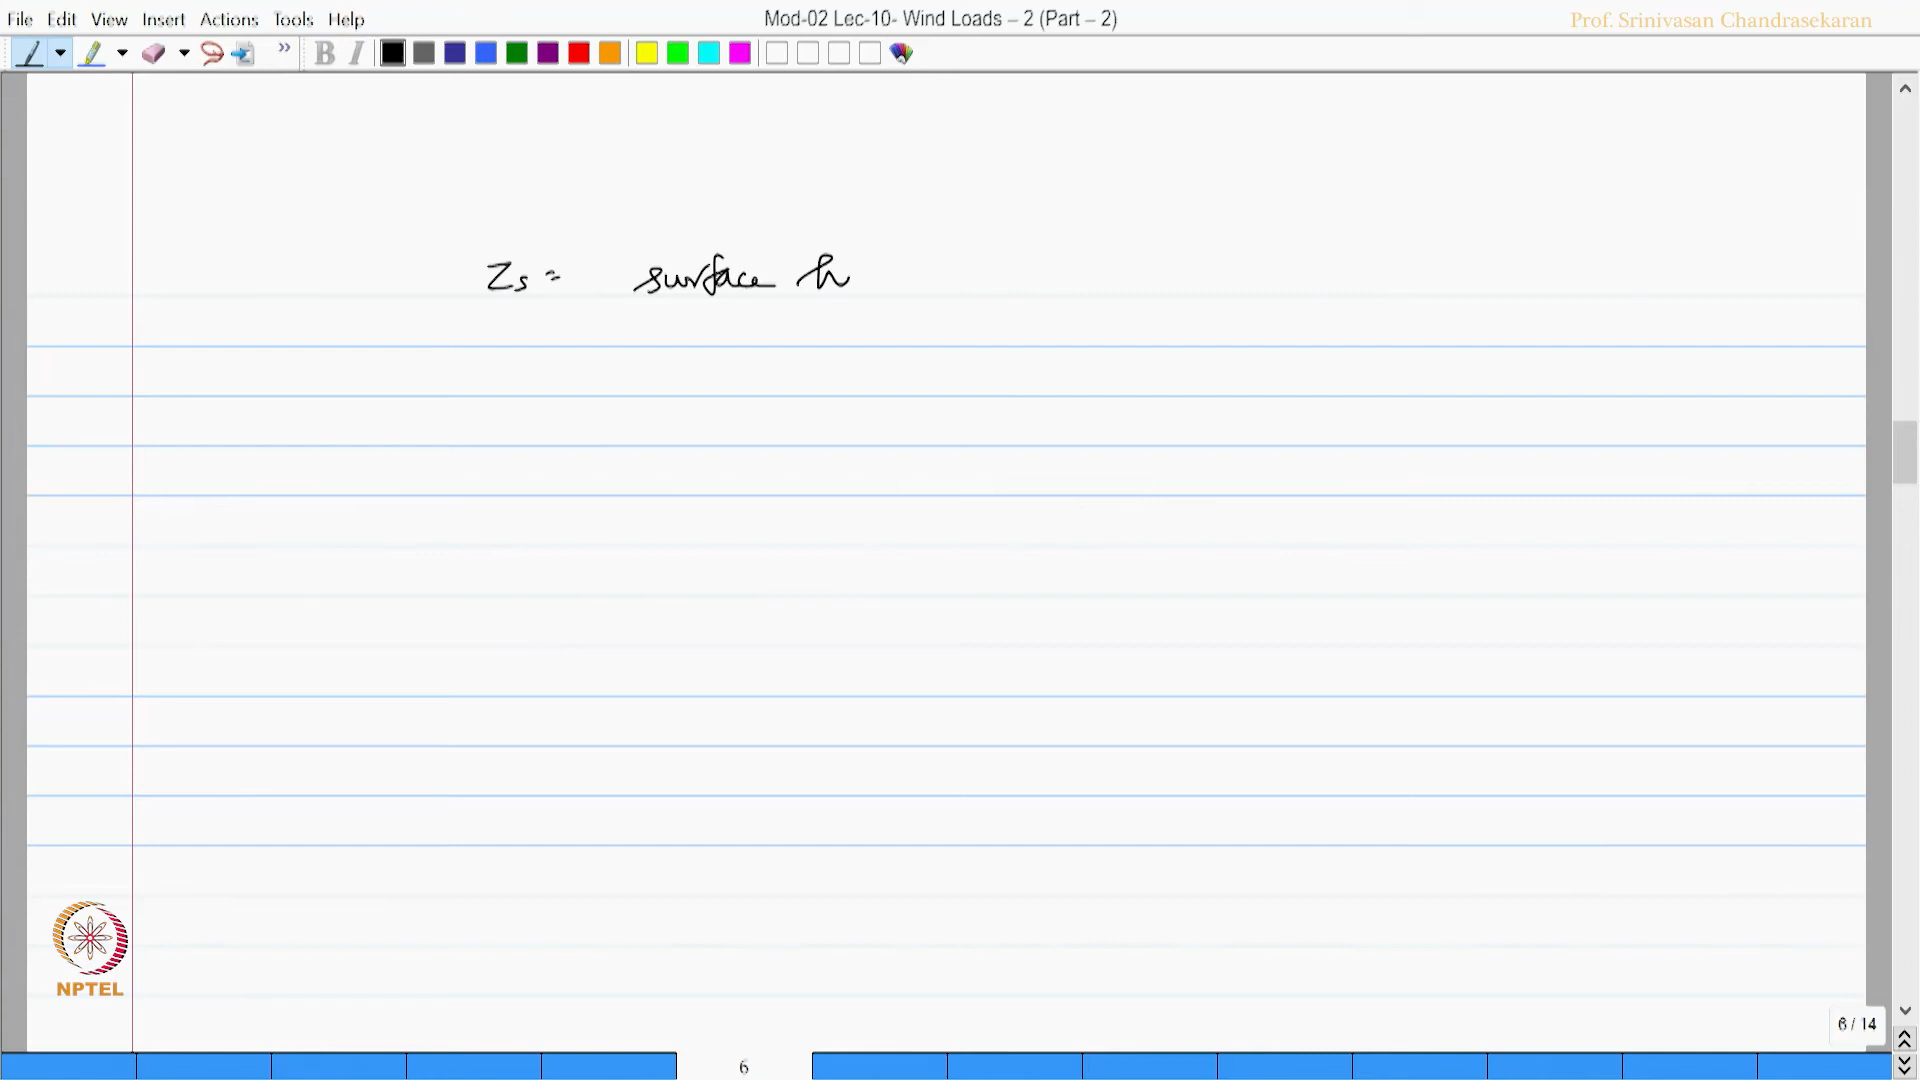 File Edit View Insert Actions Tools Help
Mod-02 Lec-10- Wind Loads – 2 (Part – 2)
Prof. Srinivasan Chandrasekaran
B I
Zs = surface h
NPTEL
6 / 14
6